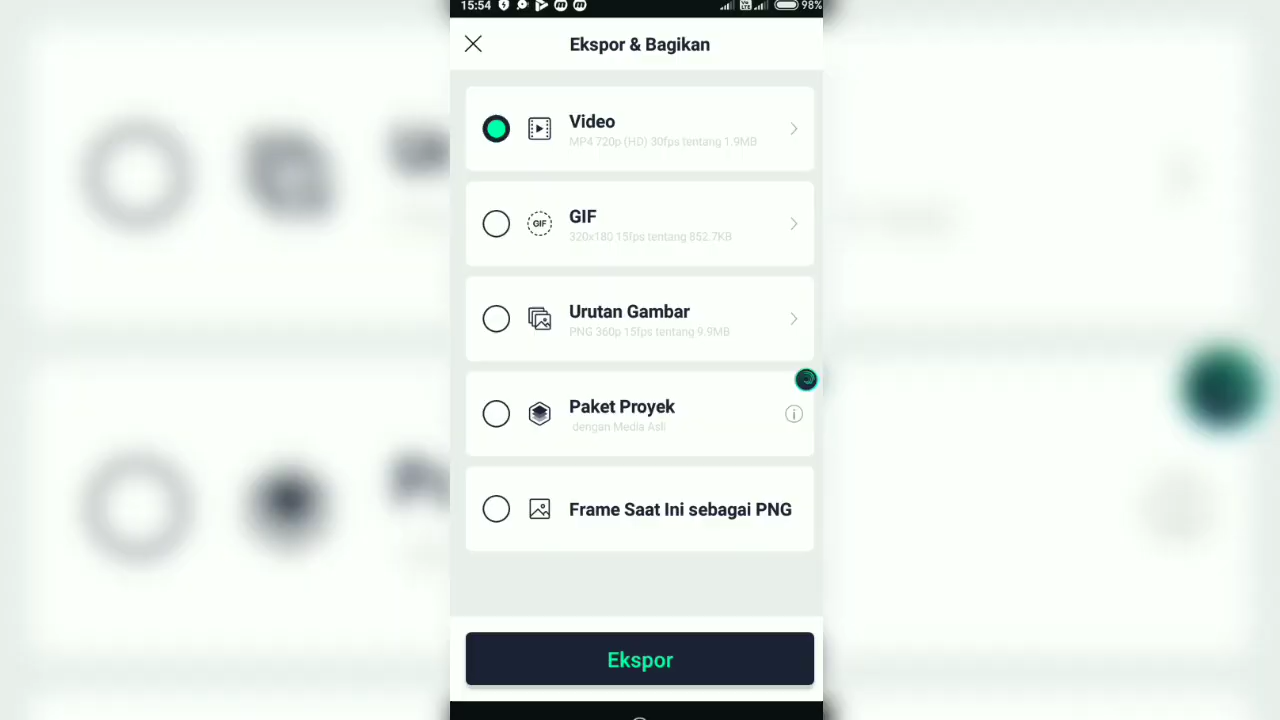 15:54
98%
Ekspor & Bagikan
Video
MP4 720p (HD) 30fps tentang 1.9MB
GIF
GIF
320x180 15fps tentang 852.7KB
Urutan Gambar
PNG 360p 15fps tentang 9.9MB
Paket Proyek
dengan Media Asli
Frame Saat Ini sebagai PNG
Ekspor